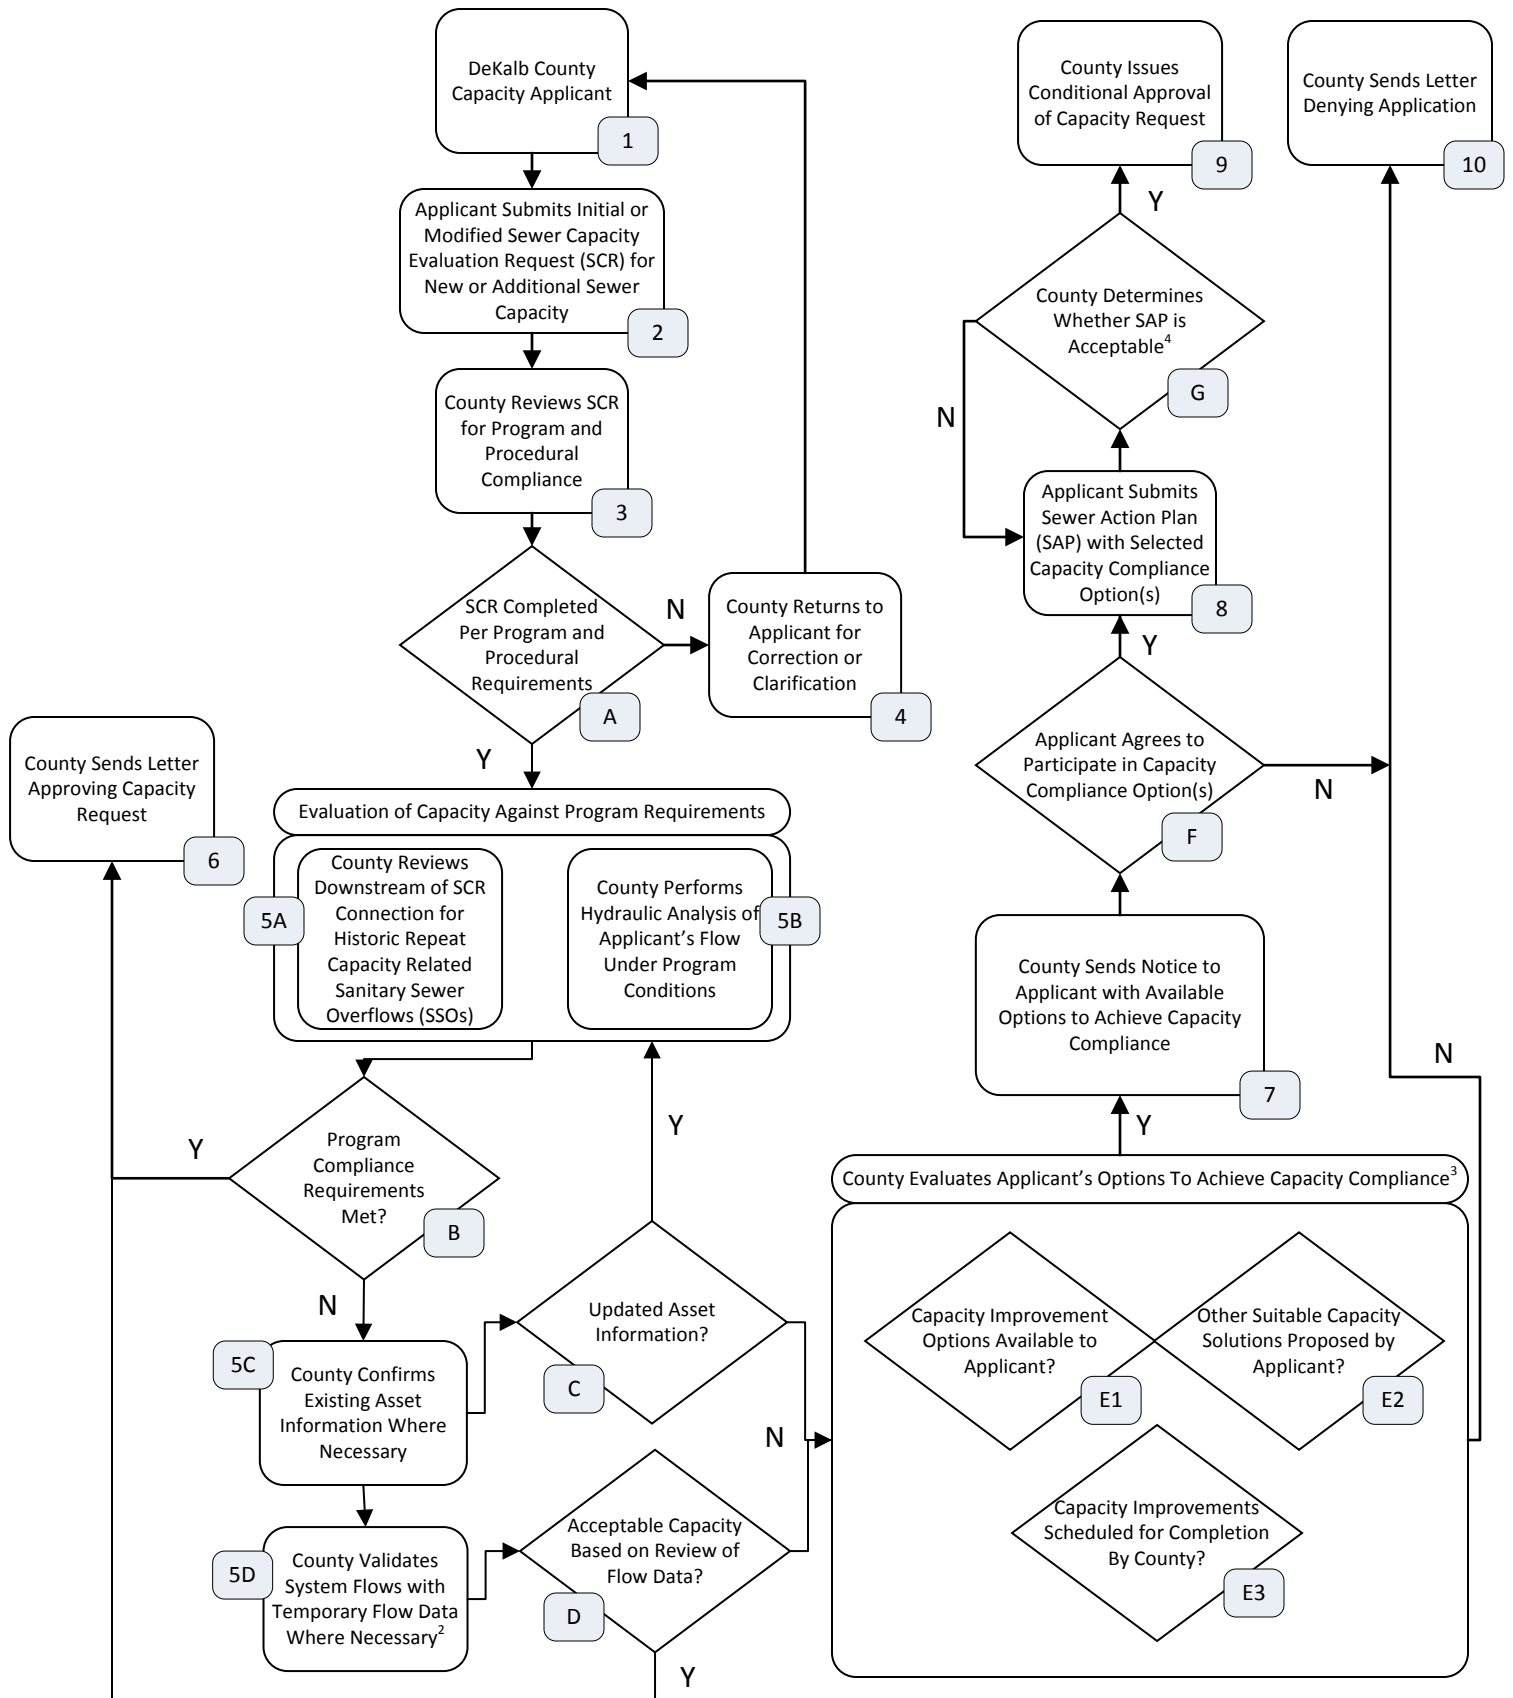 DeKalb County
Capacity Applicant
1
Applicant Submits Initial or
Modified Sewer Capacity
Evaluation Request (SCR) for
New or Additional Sewer
Capacity
2
County Reviews SCR
for Program and
Procedural
Compliance
3
SCR Completed
Per Program and
Procedural
Requirements
A
N
County Returns to
Applicant for
Correction or
Clarification
4
Y
Evaluation of Capacity Against Program Requirements
County Reviews
Downstream of SCR
Connection for
Historic Repeat
Capacity Related
Sanitary Sewer
Overflows (SSOs)
5A
County Performs
Hydraulic Analysis of
Applicant's Flow
Under Program
Conditions
5B
County Sends Letter
Approving Capacity
Request
6
Program
Compliance
Requirements
Met?
B
Y
N
County Confirms
Existing Asset
Information Where
Necessary
5C
Updated Asset
Information?
C
Y
N
County Validates
System Flows with
Temporary Flow Data
Where Necessary²
5D
Acceptable Capacity
Based on Review of
Flow Data?
D
Y
County Evaluates Applicant's Options To Achieve Capacity Compliance³
Capacity Improvement
Options Available to
Applicant?
E1
Other Suitable Capacity
Solutions Proposed by
Applicant?
E2
Capacity Improvements
Scheduled for Completion
By County?
E3
Y
N
County Sends Notice to
Applicant with Available
Options to Achieve Capacity
Compliance
7
Applicant Agrees to
Participate in Capacity
Compliance Option(s)
F
N
Y
Applicant Submits
Sewer Action Plan
(SAP) with Selected
Capacity Compliance
Option(s)
8
County Determines
Whether SAP is
Acceptable⁴
G
N
Y
County Issues
Conditional Approval
of Capacity Request
9
County Sends Letter
Denying Application
10